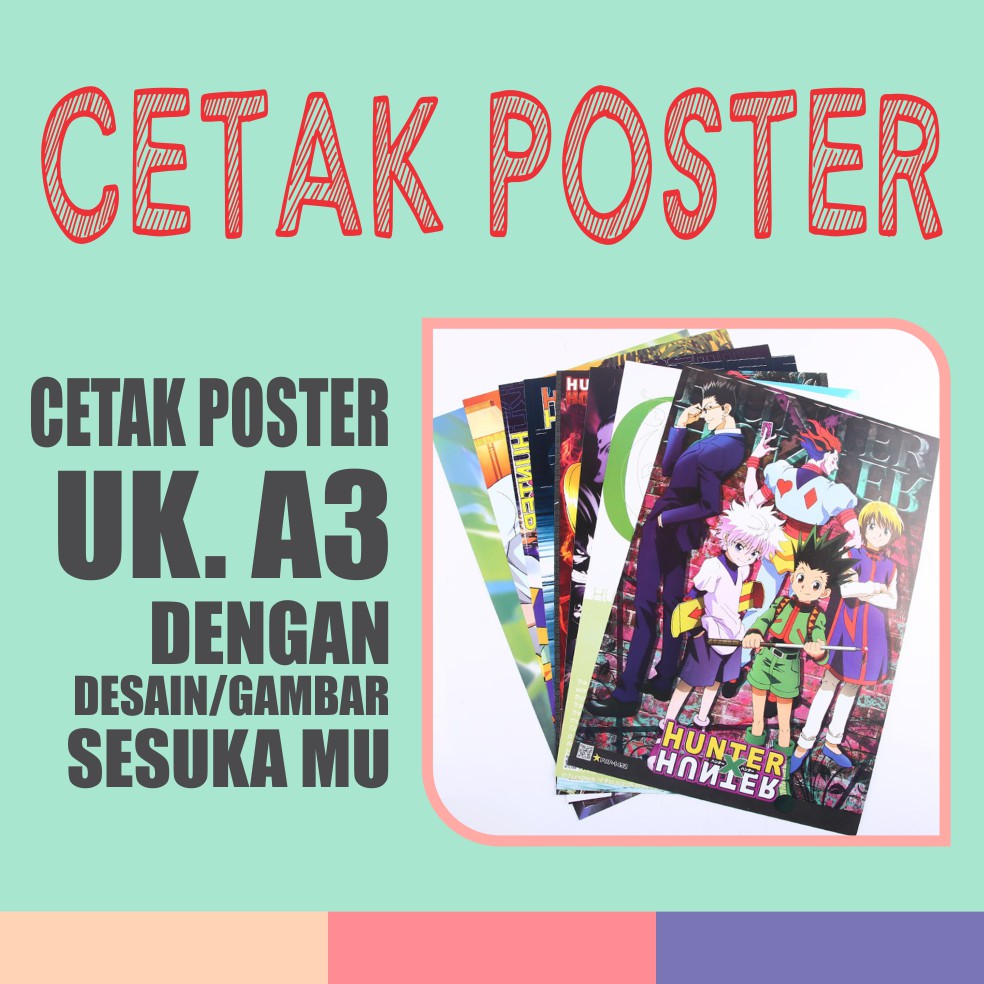 CETAK POSTER
CETAK POSTER
UK. A3
DENGAN
DESAIN/GAMBAR
SESUKA MU
HUNTER
X
HUNTER